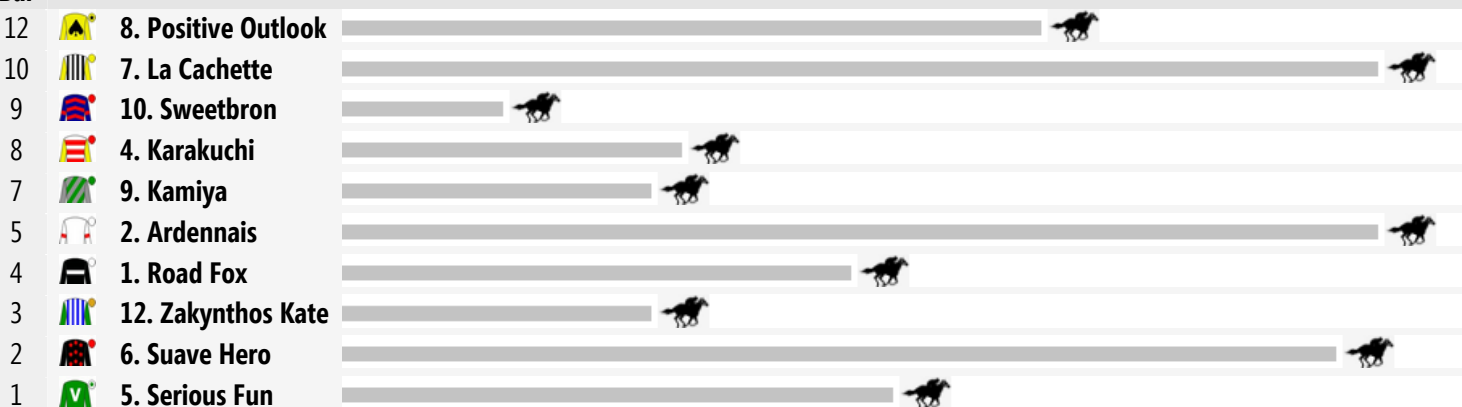 Bar
12 8. Positive Outlook
10 7. La Cachette
9 10. Sweetbron
8 4. Karakuchi
7 9. Kamiya
5 2. Ardennais
4 1. Road Fox
3 12. Zakynthos Kate
2 6. Suave Hero
1 V 5. Serious Fun